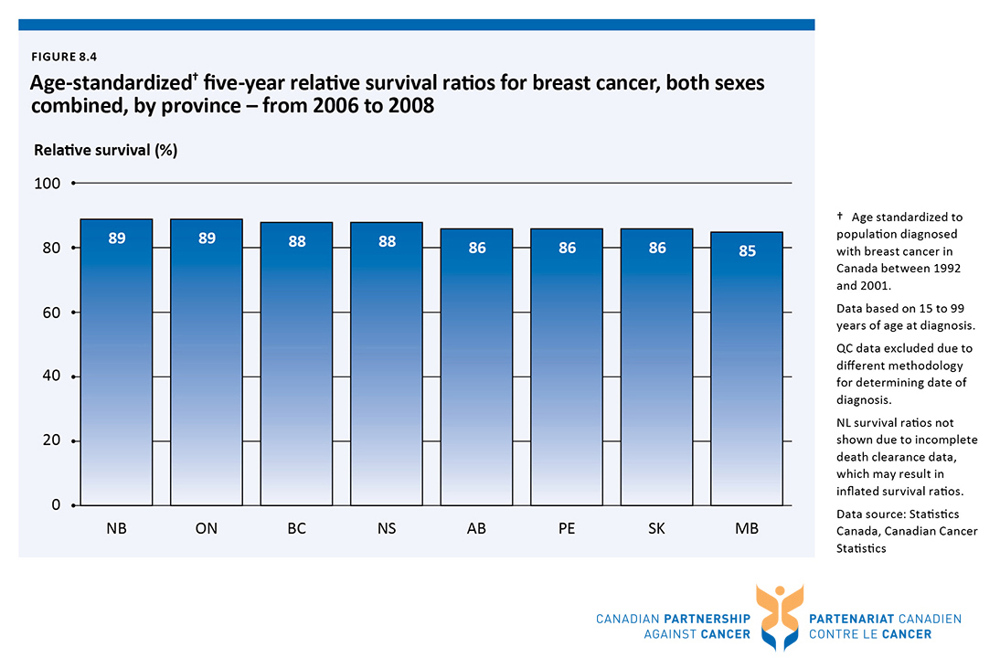 FIGURE 8.4
Age-standardized† five-year relative survival ratios for breast cancer, both sexes
combined, by province – from 2006 to 2008
Relative survival (%)
100
80
60
40
20
0
89
89
88
88
86
86
86
85
NB
ON
BC
NS
AB
PE
SK
MB
† Age standardized to
population diagnosed
with breast cancer in
Canada between 1992
and 2001.
Data based on 15 to 99
years of age at diagnosis.
QC data excluded due to
different methodology
for determining date of
diagnosis.
NL survival ratios not
shown due to incomplete
death clearance data,
which may result in
inflated survival ratios.
Data source: Statistics
Canada, Canadian Cancer
Statistics
CANADIAN PARTNERSHIP
AGAINST CANCER
PARTENARIAT CANADIEN
CONTRE LE CANCER